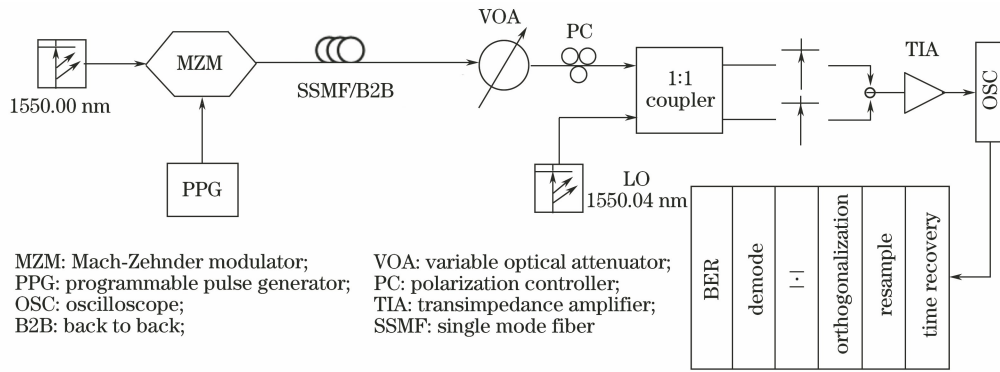 VOA
PC
TIA
MZM
1:1
coupler
OSC
1550.00 nm
SSMF/B2B
PPG
LO
1550.04 nm
BER
demode
|·|
orthogonalization
resample
time recovery
MZM: Mach-Zehnder modulator;
PPG: programmable pulse generator;
OSC: oscilloscope;
B2B: back to back;
VOA: variable optical attenuator;
PC: polarization controller;
TIA: transimpedance amplifier;
SSMF: single mode fiber